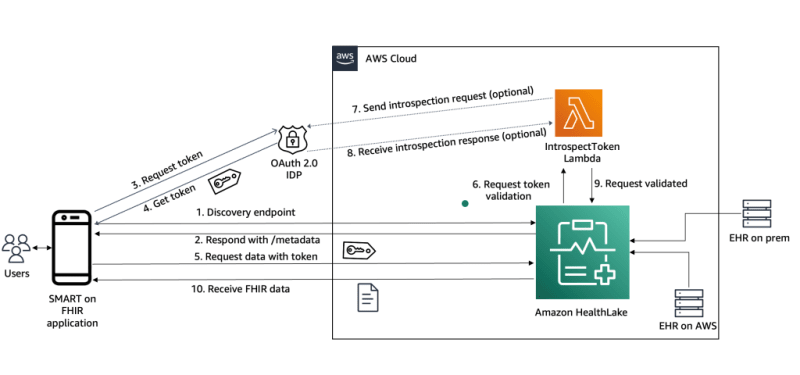 aws
AWS Cloud
7. Send introspection request (optional)
8. Receive introspection response (optional)
OAuth 2.0
IDP
IntrospectToken
Lambda
3. Request token
4. Get token
6. Request token
validation
9. Request validated
1. Discovery endpoint
2. Respond with /metadata
5. Request data with token
10. Receive FHIR data
Users
SMART on
FHIR
application
Amazon HealthLake
EHR on prem
EHR on AWS